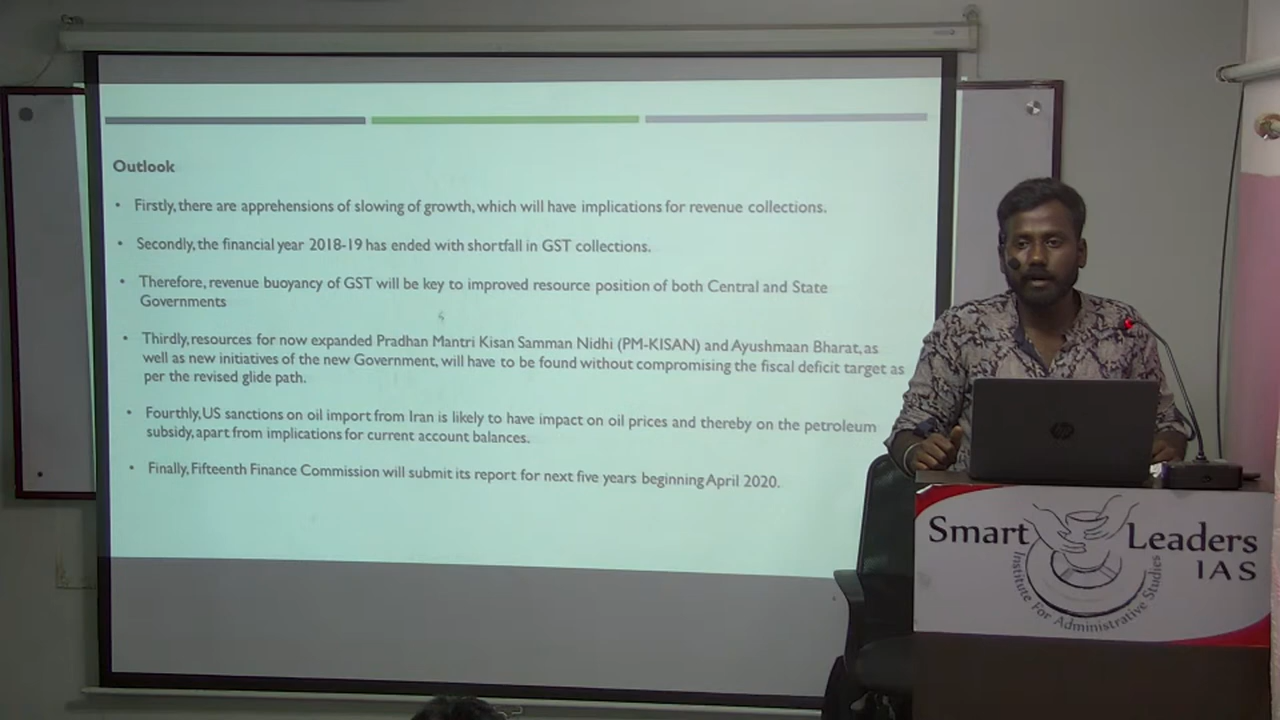 Outlook
• Firstly, there are apprehensions of slowing of growth, which will have implications for revenue collections.
• Secondly, the financial year 2018-19 has ended with shortfall in GST collections.
• Therefore, revenue buoyancy of GST will be key to improved resource position of both Central and State
Governments
• Thirdly, resources for now expanded Pradhan Mantri Kisan Samman Nidhi (PM-KISAN) and Ayushmaan Bharat, as
well as new initiatives of the new Government, will have to be found without compromising the fiscal deficit target as
per the revised glide path.
• Fourthly, US sanctions on oil import from Iran is likely to have impact on oil prices and thereby on the petroleum
subsidy, apart from implications for current account balances.
• Finally, Fifteenth Finance Commission will submit its report for next five years beginning April 2020.
hp
Smart Leaders
IAS
Institute For Administrative Studies